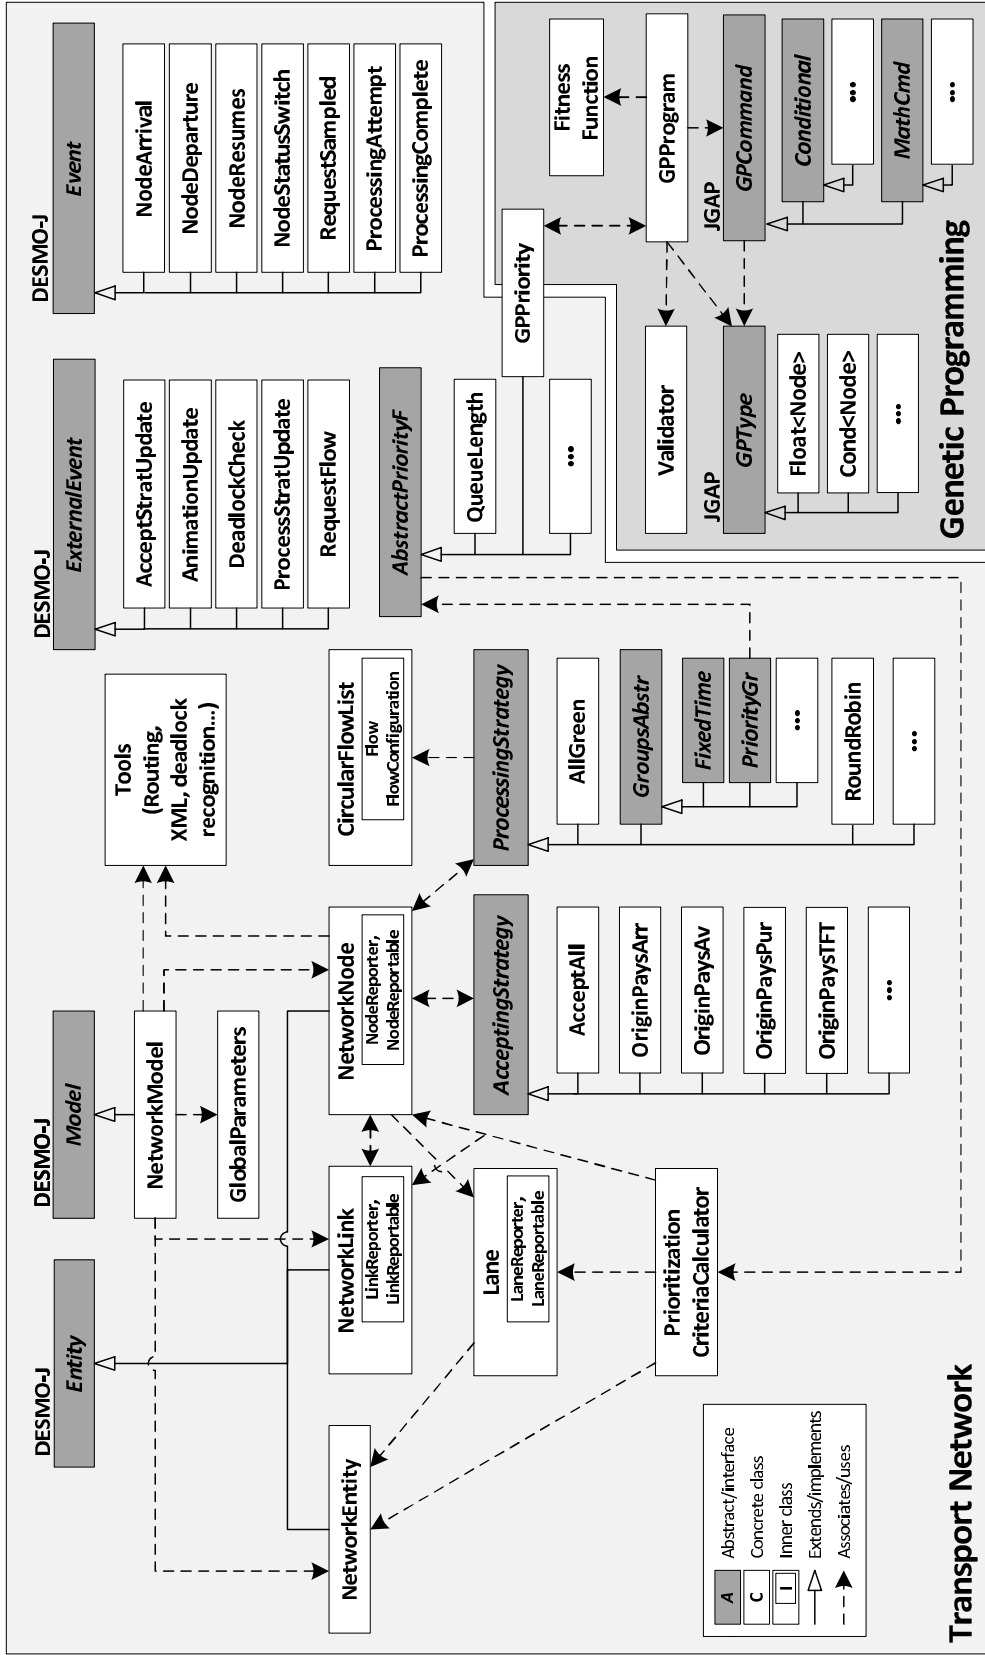 DESMO-J
Entity
DESMO-J
Model
DESMO-J
ExternalEvent
DESMO-J
Event
NetworkModel
GlobalParameters
Tools
(Routing,
XML, deadlock
recognition...)
AcceptStratUpdate
AnimationUpdate
DeadlockCheck
ProcessStratUpdate
RequestFlow
NodeArrival
NodeDeparture
NodeResumes
NodeStatusSwitch
RequestSampled
ProcessingAttempt
ProcessingComplete
NetworkEntity
NetworkLink
LinkReporter,
LinkReportable
NetworkNode
NodeReporter,
NodeReportable
CircularFlowList
Flow
FlowConfiguration
AbstractPriorityF
QueueLength
GPPriority
...
Lane
LaneReporter,
LaneReportable
AcceptingStrategy
AcceptAll
OriginPaysArr
OriginPaysAv
OriginPaysPur
OriginPaysTFT
...
ProcessingStrategy
AllGreen
GroupsAbstr
FixedTime
PriorityGr
...
RoundRobin
...
Prioritization
CriteriaCalculator
Fitness
Function
GPProgram
Validator
JGAP
GPType
Float<Node>
Cond<Node>
...
JGAP
GPCommand
Conditional
...
MathCmd
...
Genetic Programming
A
Abstract/interface
C
Concrete class
I
Inner class
Extends/implements
Associates/uses
Transport Network